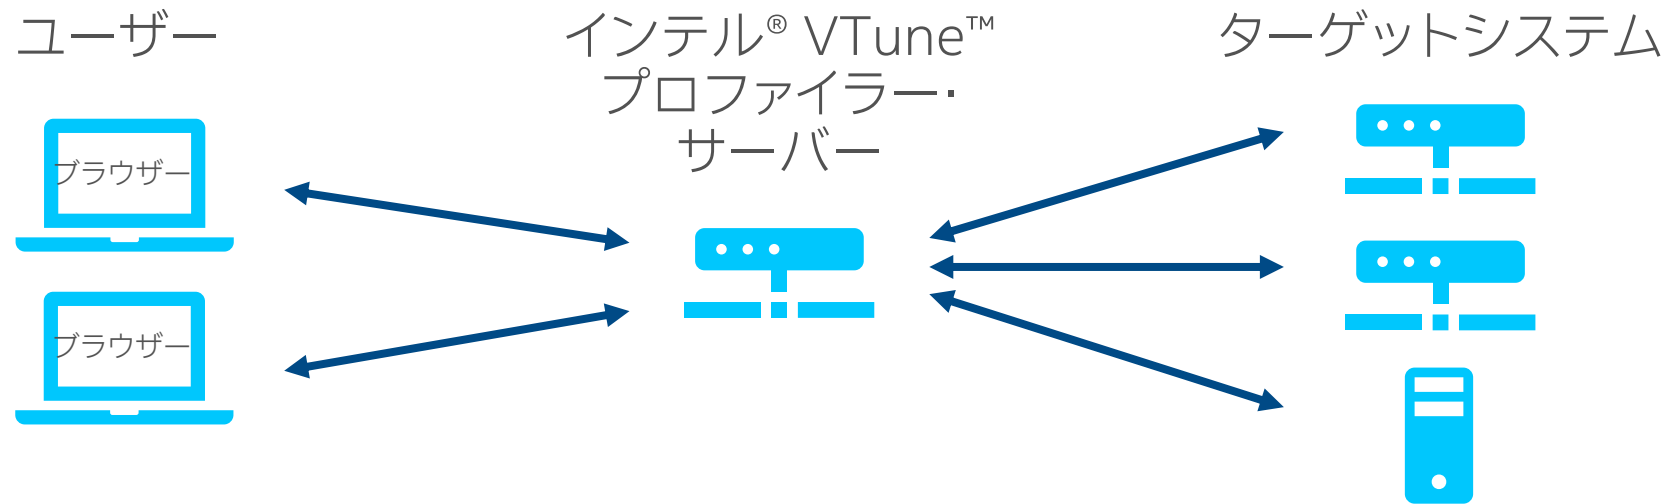 ユーザー
インテル® VTune™
プロファイラー・
サーバー
ターゲットシステム
ブラウザー
ブラウザー